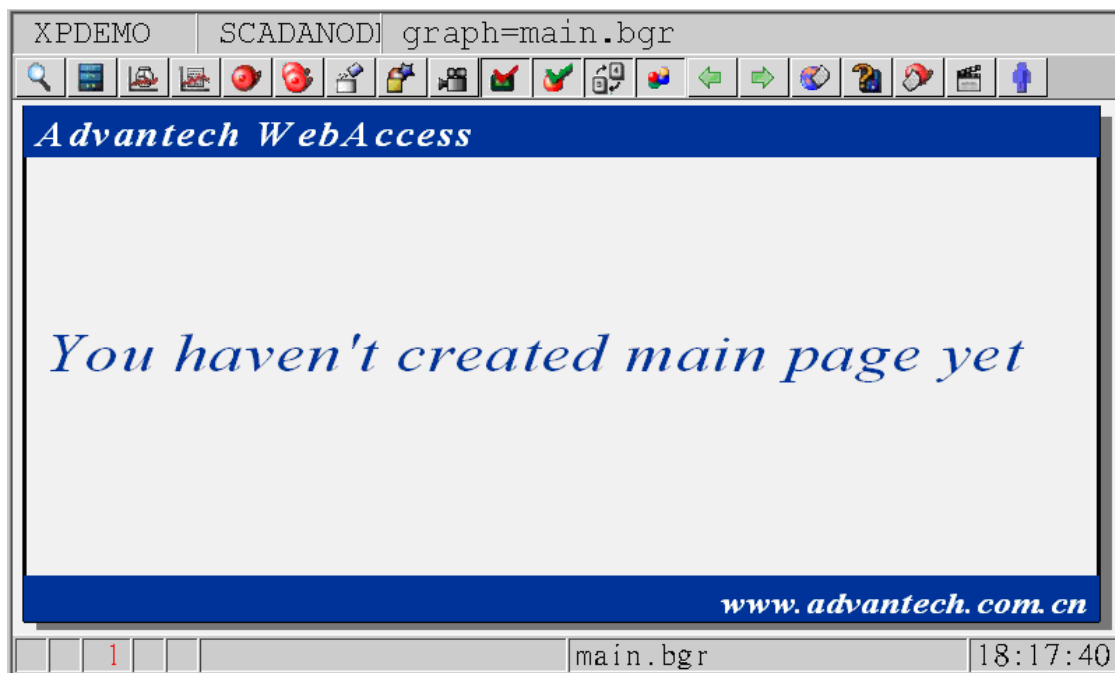 XPDEMO SCADANOD graph=main.bgr
Advantech WebAccess
You haven't created main page yet
www.advantech.com.cn
1 main.bgr 18:17:40